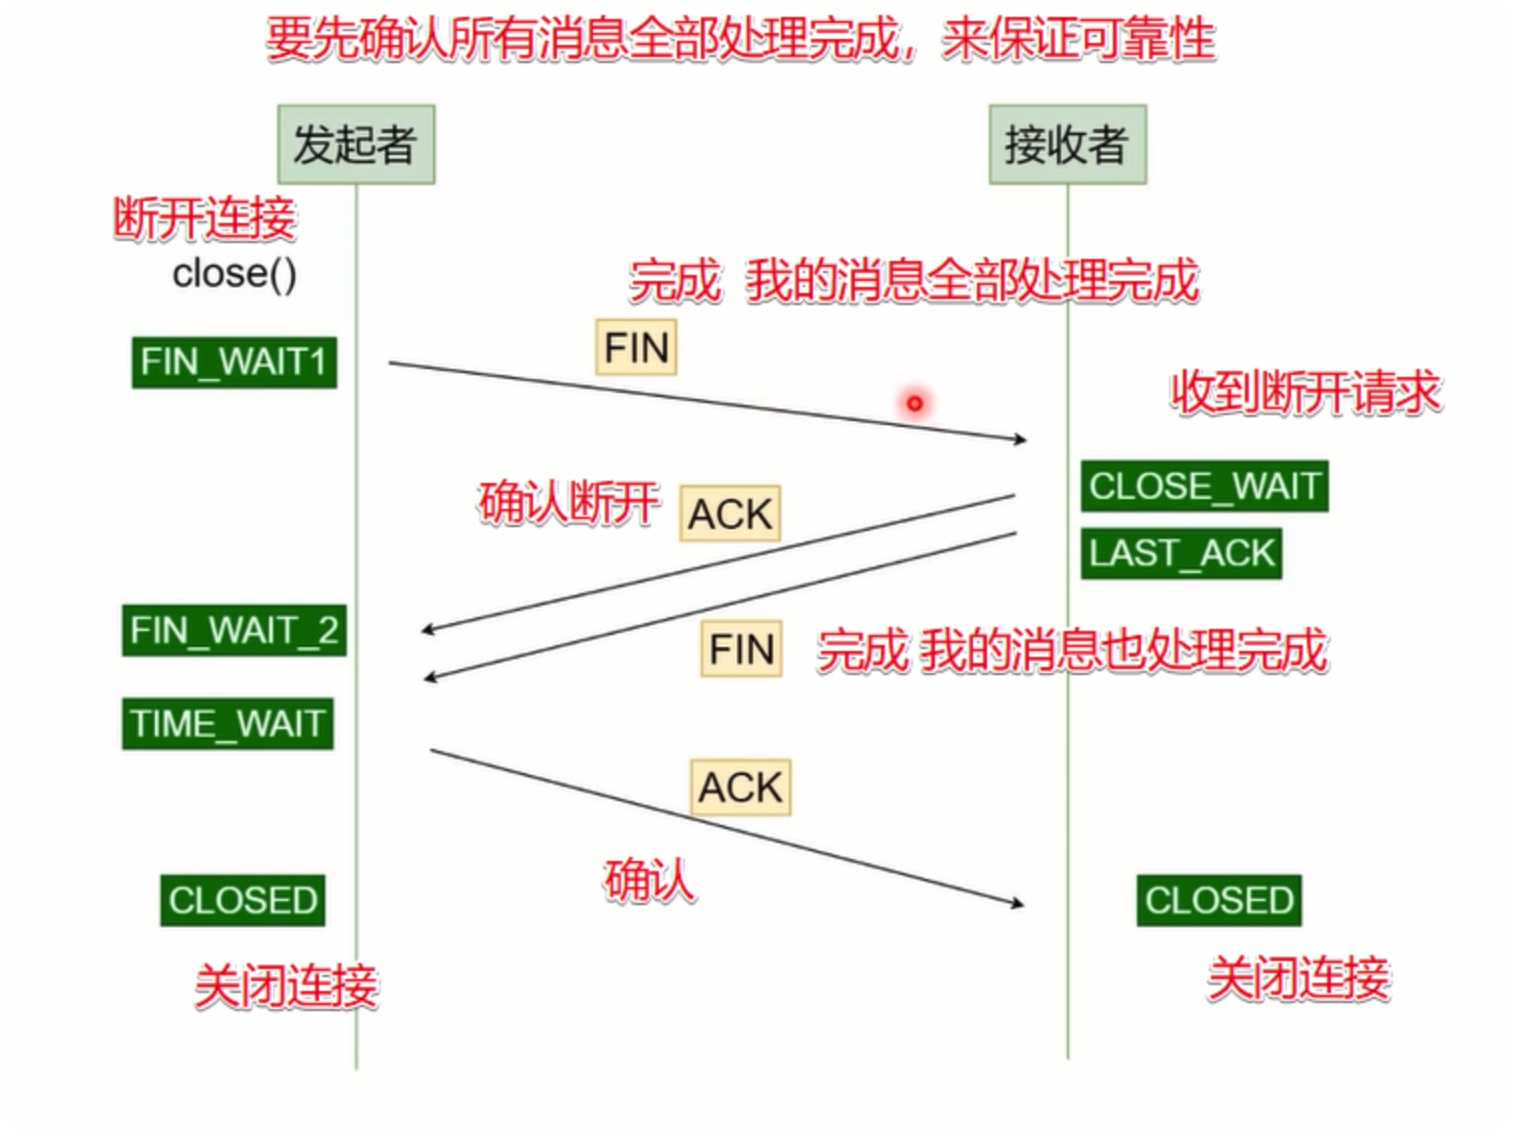 要先确认所有消息全部处理完成，来保证可靠性
发起者
接收者
断开连接
close()
完成 我的消息全部处理完成
FIN
FIN_WAIT1
收到断开请求
CLOSE_WAIT
确认断开
ACK
LAST_ACK
FIN_WAIT_2
FIN
完成 我的消息也处理完成
TIME_WAIT
ACK
确认
CLOSED
CLOSED
关闭连接
关闭连接